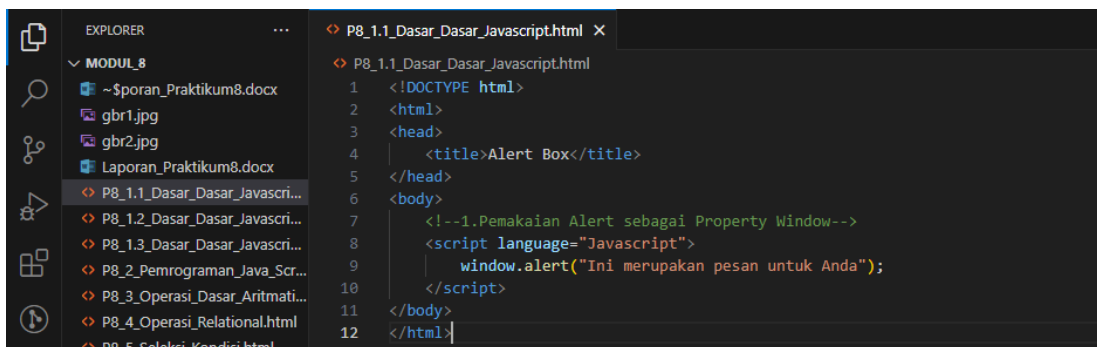 EXPLORER ...
MODUL_8
~$poran_Praktikum8.docx
gbr1.jpg
gbr2.jpg
Laporan_Praktikum8.docx
P8_1.1_Dasar_Dasar_Javascri...
P8_1.2_Dasar_Dasar_Javascri...
P8_1.3_Dasar_Dasar_Javascri...
P8_2_Pemrograman_Java_Scr...
P8_3_Operasi_Dasar_Aritmati...
P8_4_Operasi_Relational.html
P8_5_Seleksi_Kondisi.html
P8_1.1_Dasar_Dasar_Javascript.html
P8_1.1_Dasar_Dasar_Javascript.html
1 <!DOCTYPE html>
2 <html>
3 <head>
4 <title>Alert Box</title>
5 </head>
6 <body>
7 <!--1.Pemakaian Alert sebagai Property Window-->
8 <script language="Javascript">
9 window.alert("Ini merupakan pesan untuk Anda");
10 </script>
11 </body>
12 </html>